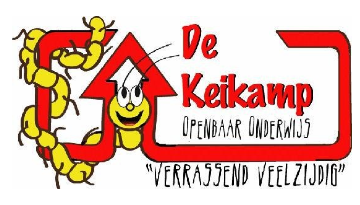 De
Keikamp
OPENBAAR ONDERWIJS
"VERRASSEND VEELZIJDIG"